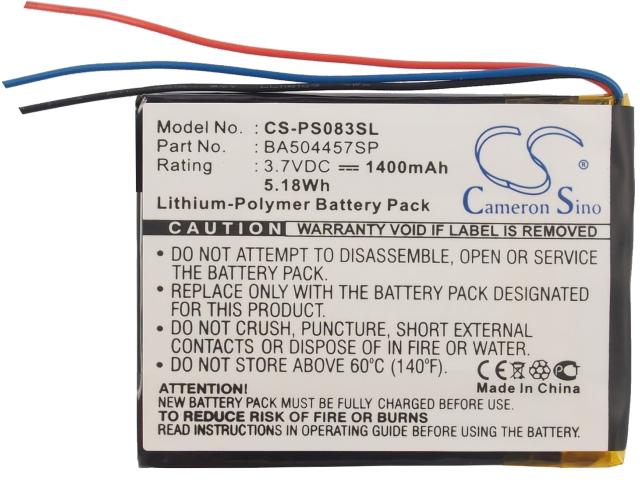 Model No. : CS-PS083SL
Part No. : BA504457SP
Rating : 3.7VDC ⎓ 1400mAh
5.18Wh
Lithium-Polymer Battery Pack
CS ®
Cameron Sino
CAUTION WARRANTY VOID IF LABEL IS REMOVED
• DO NOT ATTEMPT TO DISASSEMBLE, OPEN OR SERVICE
THE BATTERY PACK.
• REPLACE ONLY WITH THE BATTERY PACK DESIGNATED
FOR THIS PRODUCT.
• DO NOT CRUSH, PUNCTURE, SHORT EXTERNAL
CONTACTS OR DISPOSE OF IN FIRE OR WATER.
• DO NOT STORE ABOVE 60°C (140°F).
CE
Made In China
ATTENTION!
NEW BATTERY PACK MUST BE FULLY CHARGED BEFORE USE.
TO REDUCE RISK OF FIRE OR BURNS
READ INSTRUCTIONS THOROUGHLY BEFORE USING THE BATTERY PACK.